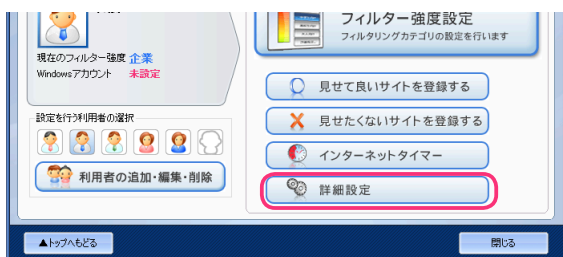 フィルター強度設定
フィルタリングカテゴリの設定を行います
現在のフィルター強度 企業
Windowsアカウント 未設定
見せて良いサイトを登録する
見せたくないサイトを登録する
設定を行う利用者の選択
インターネットタイマー
利用者の追加・編集・削除
詳細設定
▲トップへもどる
閉じる